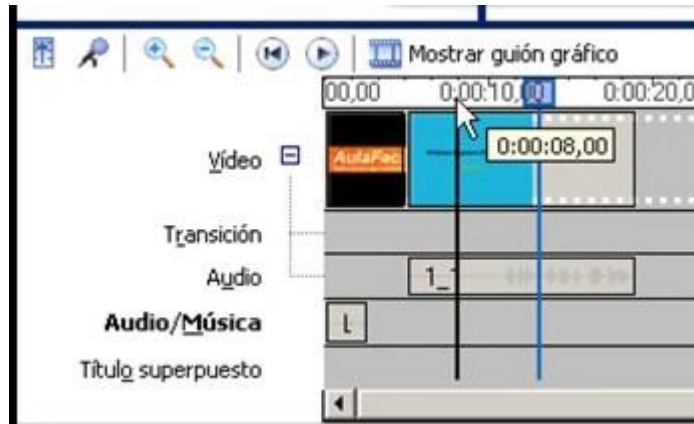 Mostrar guión gráfico
00,00 0:00:10,00 0:00:20,0
Vídeo AulaFac 0:00:08,00
Transición
Audio 1_1
Audio/Música L
Título superpuesto